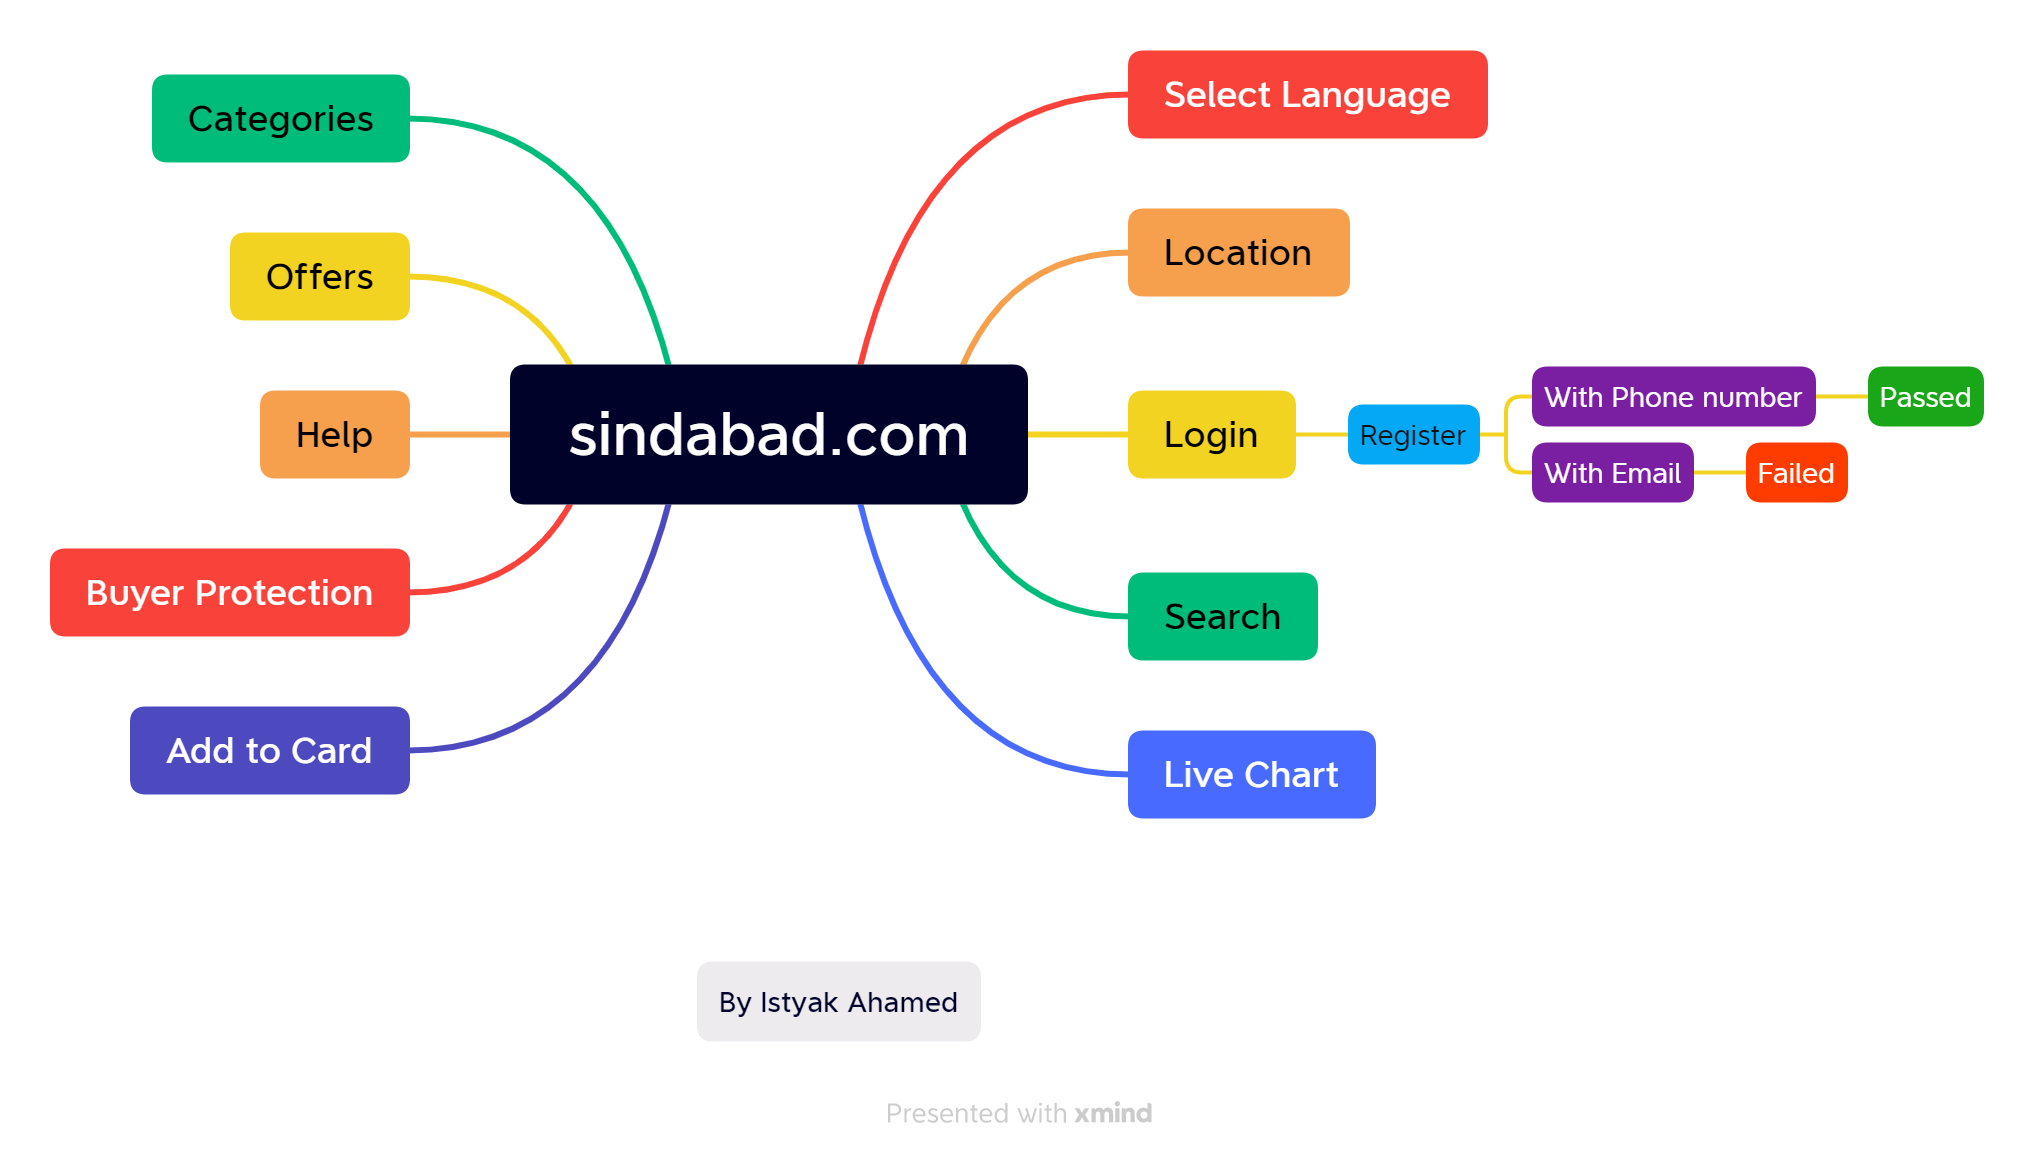 Categories
Offers
Help
Buyer Protection
Add to Card
sindabad.com
Select Language
Location
Login
Register
With Phone number
Passed
With Email
Failed
Search
Live Chart
By Istyak Ahamed
Presented with xmind